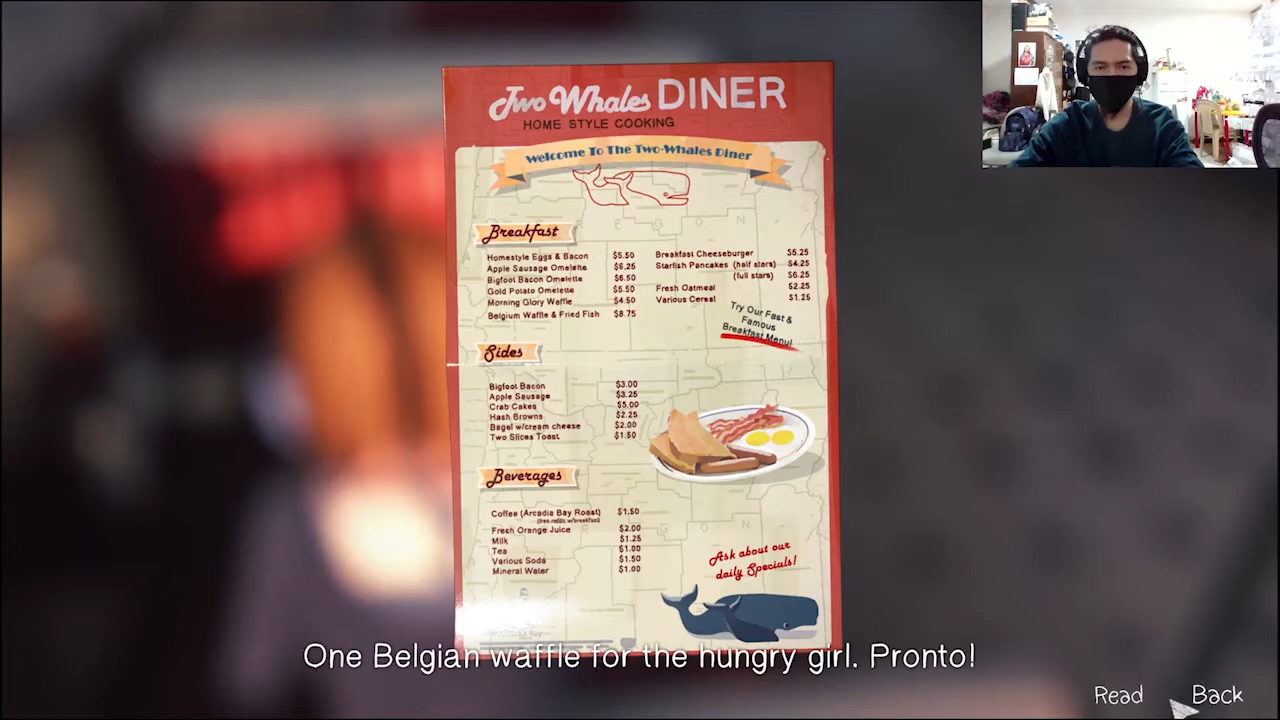 Two Whales DINER
HOME STYLE COOKING
Welcome To The Two-Whales Diner
E G O N
Breakfast
Homestyle Eggs & Bacon $5.50
Apple Sausage Omelette $6.25
Bigfoot Bacon Omelette $6.50
Gold Potato Omelette $5.50
Morning Glory Waffle $4.50
Belgium Waffle & Fried Fish $8.75
Breakfast Cheeseburger $5.25
Starfish Pancakes (half stars) $4.25
(full stars) $6.25
Fresh Oatmeal $2.25
Various Cereal $1.25
Try Our Fast &
Famous
Breakfast Menu!
Sides
Bigfoot Bacon $3.00
Apple Sausage $3.25
Crab Cakes $5.00
Hash Browns $2.25
Bagel w/cream cheese $2.00
Two Slices Toast $1.50
Beverages
Coffee (Arcadia Bay Roast) $1.50
(free refills w/breakfast)
Fresh Orange Juice $2.00
Milk $1.25
Tea $1.00
Various Soda $1.50
Mineral Water $1.00
Ask about our
daily Specials!
One Belgian waffle for the hungry girl. Pronto!
Read Back